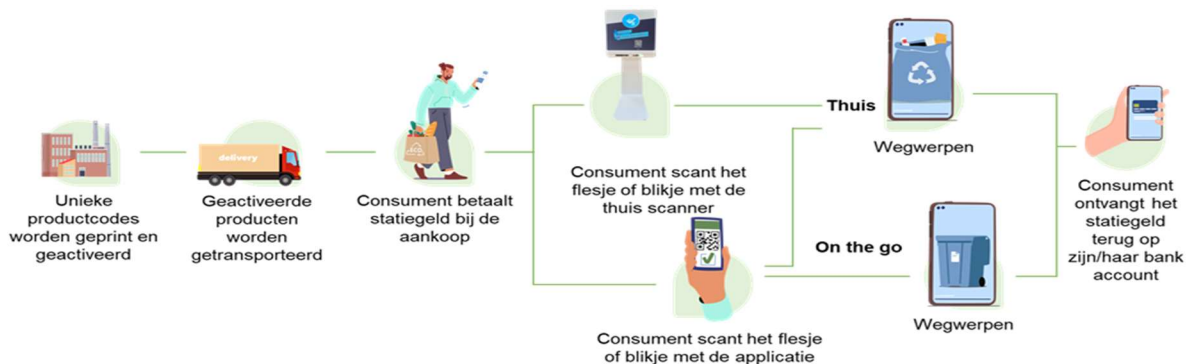 Unieke
productcodes
worden geprint en
geactiveerd
delivery
Geactiveerde
producten
worden
getransporteerd
Consument betaalt
statiegeld bij de
aankoop
Consument scant het
flesje of blikje met de
thuis scanner
Consument scant het flesje
of blikje met de applicatie
Thuis
Wegwerpen
On the go
Wegwerpen
Consument
ontvangt het
statiegeld
terug op
zijn/haar bank
account